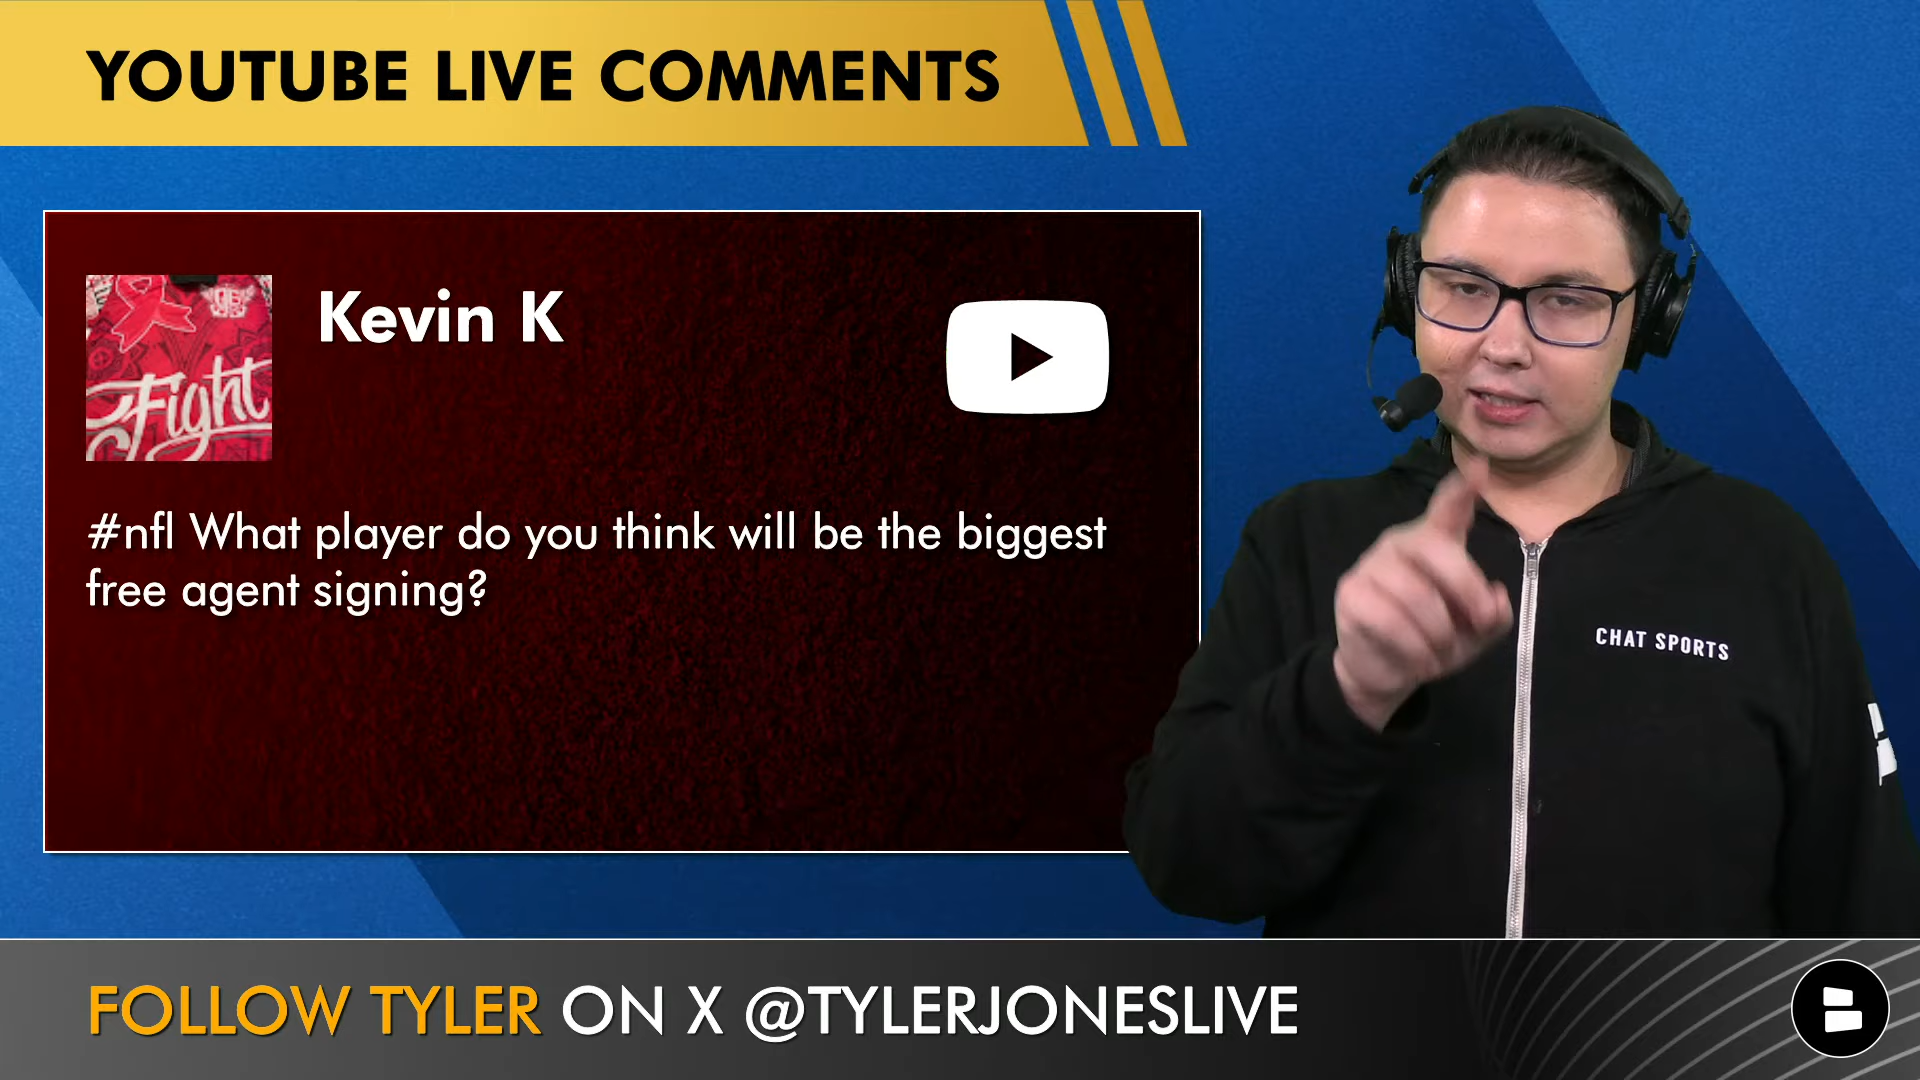 YOUTUBE LIVE COMMENTS
Kevin K
Fight
#nfl What player do you think will be the biggest
free agent signing?
CHAT SPORTS
FOLLOW TYLER ON X @TYLERJONESLIVE